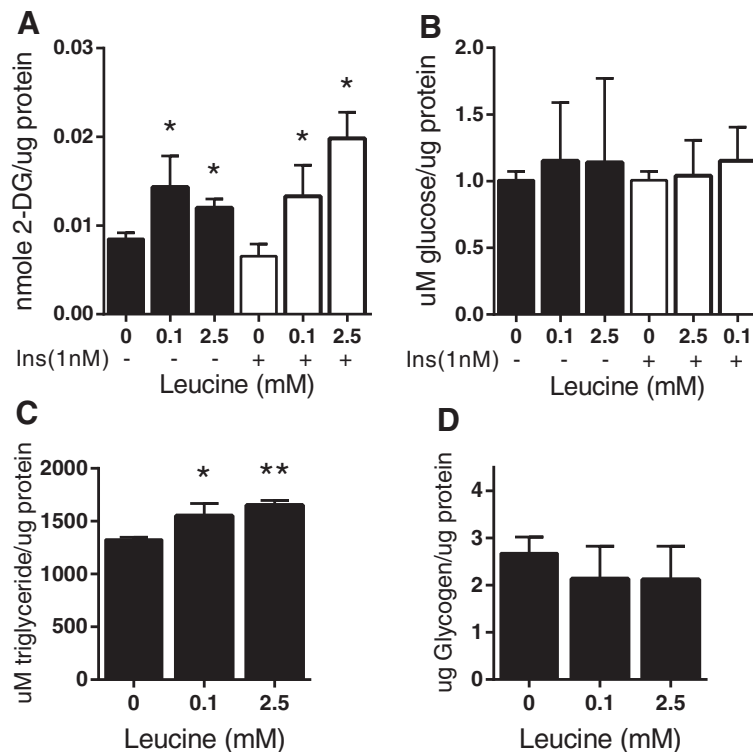 A
nmole 2-DG/ug protein
0.03
0.02
0.01
0.00
* * * *
0 0.1 2.5 0 0.1 2.5
Ins(1nM) - - - + + +
Leucine (mM)
B
uM glucose/ug protein
2.0
1.5
1.0
0.5
0.0
0 0.1 2.5 0 2.5 0.1
Ins(1nM) - - - + + +
Leucine (mM)
C
uM triglyceride/ug protein
2000
1500
1000
500
0
* **
0 0.1 2.5
Leucine (mM)
D
ug Glycogen/ug protein
4
3
2
1
0
0 0.1 2.5
Leucine (mM)